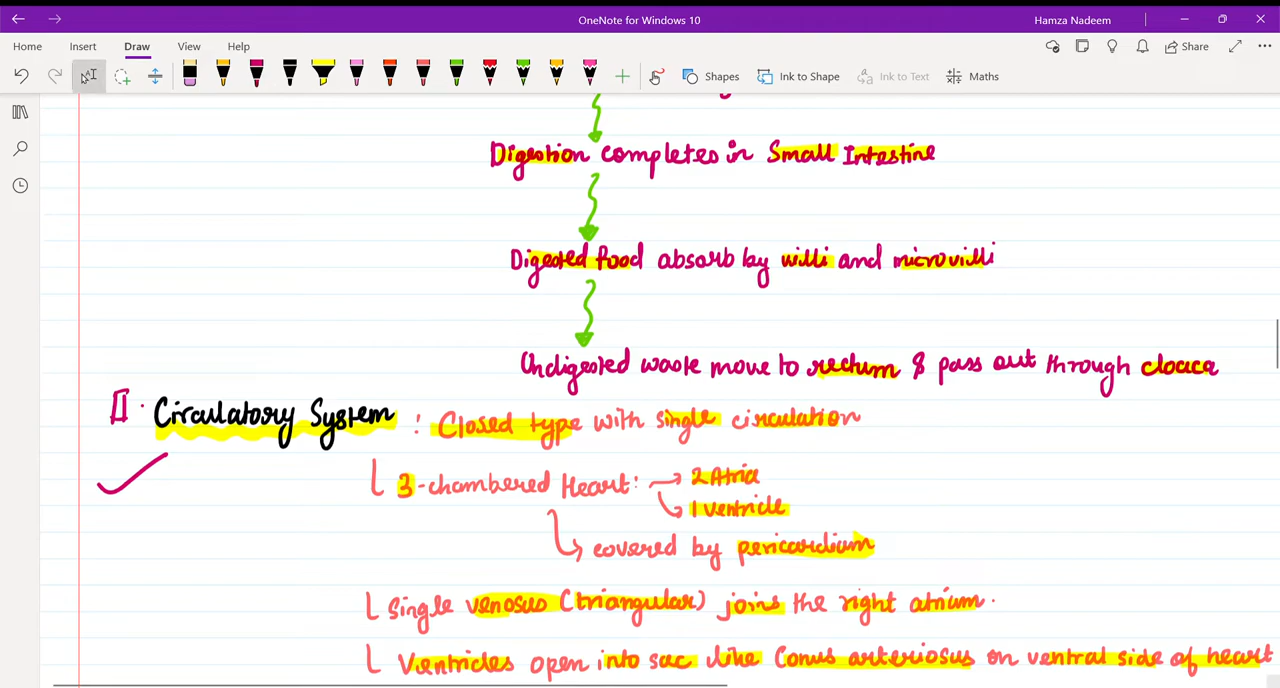 OneNote for Windows 10
Hamza Nadeem
Home Insert Draw View Help
Share
Shapes Ink to Shape Ink to Text Maths
Digestion completes in Small Intestine
Digested food absorb by willi and microvilli
Undigested waste move to rectum & pass out through cloaca
II. Circulatory System : Closed type with single circulation
3-chambered Heart: → 2 Atria
↳ 1 ventricle
↳ covered by pericardium
Single venosus (triangular) joins the right atrium.
Ventricles open into sac like Conus arteriosus on ventral side of heart